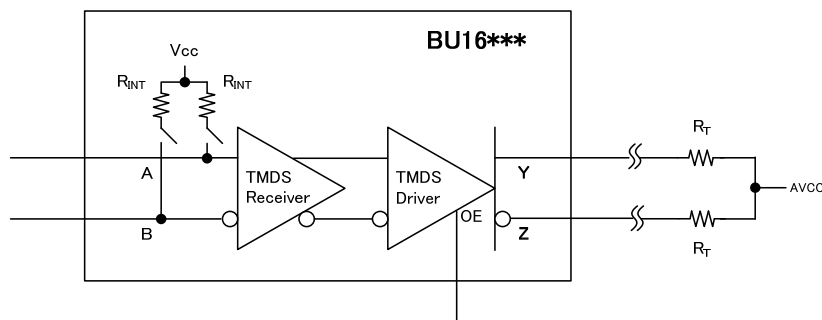 BU16***
Vcc
RINT RINT
RT
A
TMDS
Receiver
TMDS
Driver
Y
AVCC
B
OE
Z
RT